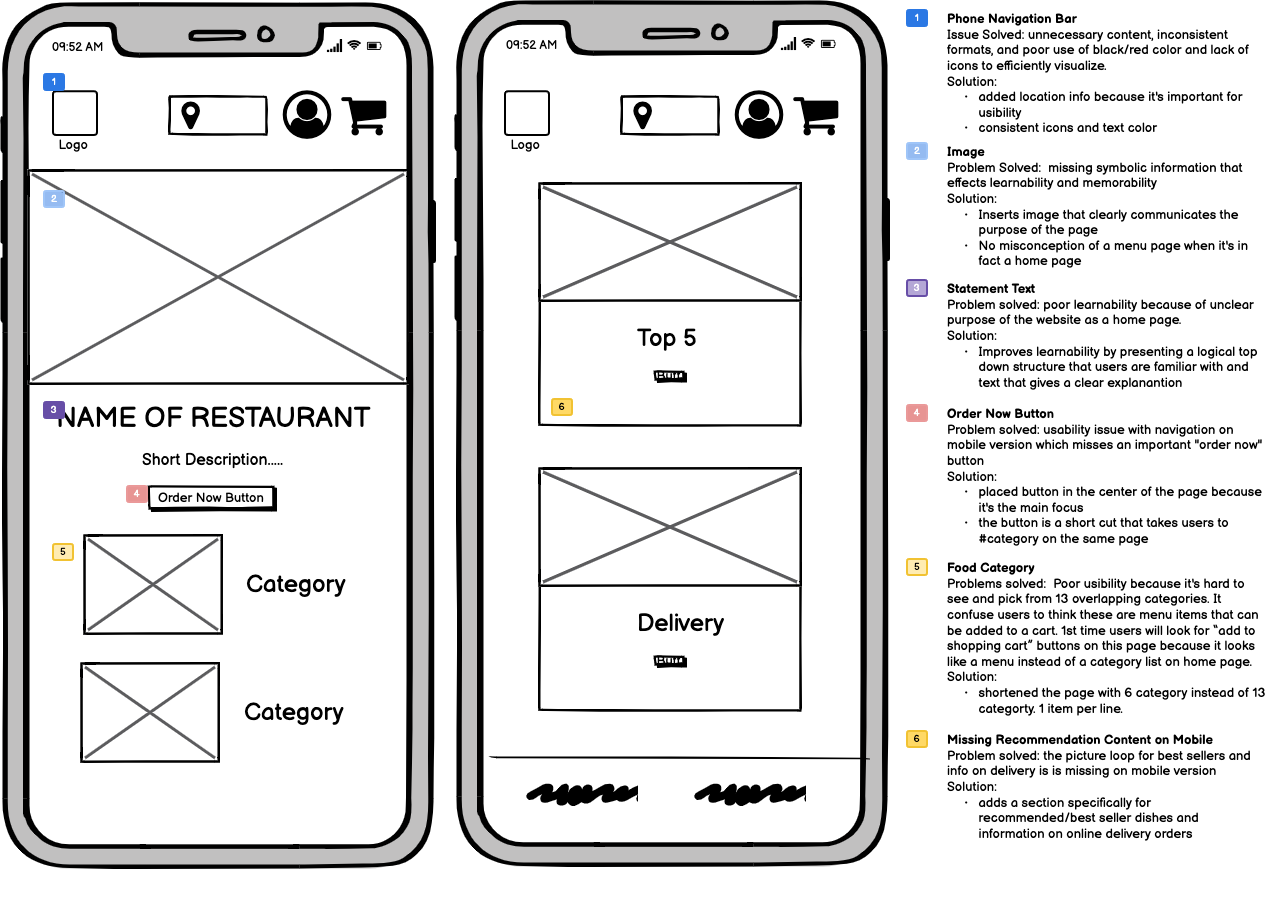 09:52 AM
1
Logo
2
3
NAME OF RESTAURANT
Short Description.....
4
Order Now Button
5
Category
Category
09:52 AM
Logo
Top 5
6
Delivery
1
Phone Navigation Bar
Issue Solved: unnecessary content, inconsistent
formats, and poor use of black/red color and lack of
icons to efficiently visualize.
Solution:
· added location info because it's important for
usibility
· consistent icons and text color
2
Image
Problem Solved:  missing symbolic information that
effects learnability and memorability
Solution:
· Inserts image that clearly communicates the
purpose of the page
· No misconception of a menu page when it's in
fact a home page
3
Statement Text
Problem solved: poor learnability because of unclear
purpose of the website as a home page.
Solution:
· Improves learnability by presenting a logical top
down structure that users are familiar with and
text that gives a clear explanantion
4
Order Now Button
Problem solved: usability issue with navigation on
mobile version which misses an important "order now"
button
Solution:
· placed button in the center of the page because
it's the main focus
· the button is a short cut that takes users to
#category on the same page
5
Food Category
Problems solved:  Poor usibility because it's hard to
see and pick from 13 overlapping categories. It
confuse users to think these are menu items that can
be added to a cart. 1st time users will look for “add to
shopping cart” buttons on this page because it looks
like a menu instead of a category list on home page.
Solution:
· shortened the page with 6 category instead of 13
categaty. 1 item per line.
6
Missing Recommendation Content on Mobile
Problem solved: the picture loop for best sellers and
info on delivery is is missing on mobile version
Solution:
· adds a section specifically for
recommended/best seller dishes and
information on online delivery orders